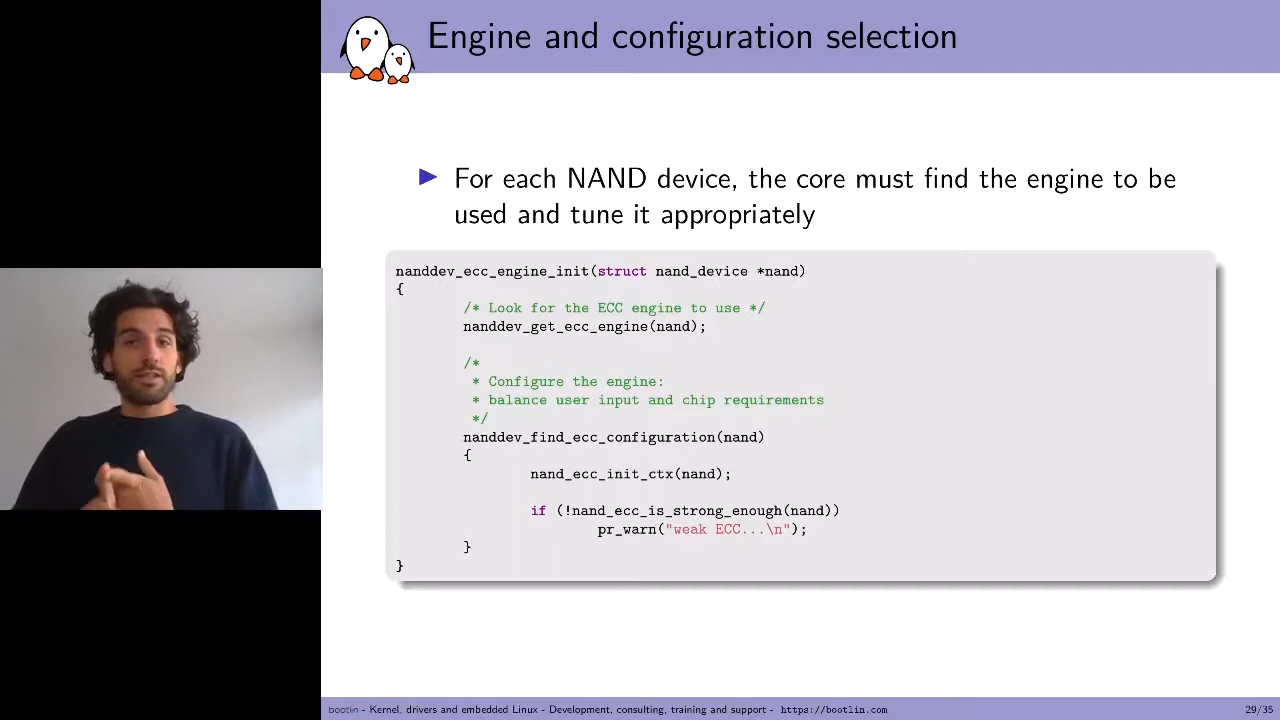 Engine and configuration selection
▶ For each NAND device, the core must find the engine to be
used and tune it appropriately
nanddev_ecc_engine_init(struct nand_device *nand)
{
/* Look for the ECC engine to use */
nanddev_get_ecc_engine(nand);
/*
* Configure the engine:
* balance user input and chip requirements
*/
nanddev_find_ecc_configuration(nand)
{
nand_ecc_init_ctx(nand);
if (!nand_ecc_is_strong_enough(nand))
pr_warn("weak ECC...\n");
}
}
bootlin - Kernel, drivers and embedded Linux - Development, consulting, training and support - https://bootlin.com
29/35